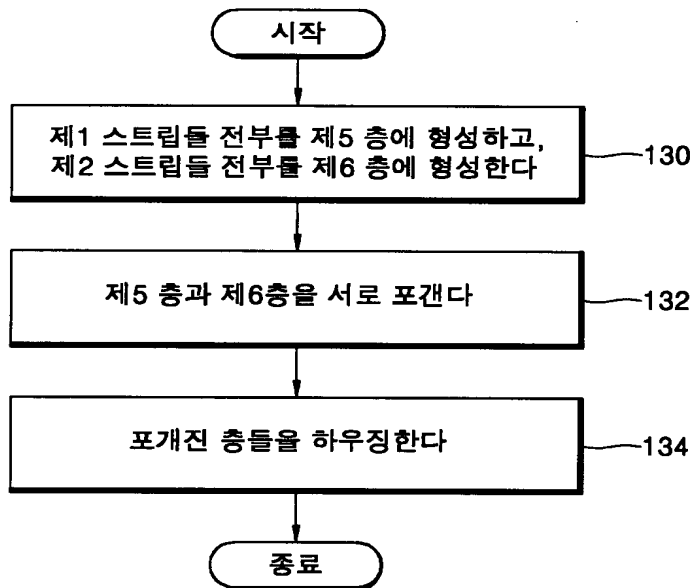 시작
제1 스트립들 전부를 제5 층에 형성하고,
제2 스트립들 전부를 제6 층에 형성한다
130
제5 층과 제6층을 서로 포갠다
132
포개진 층들을 하우징한다
134
종료